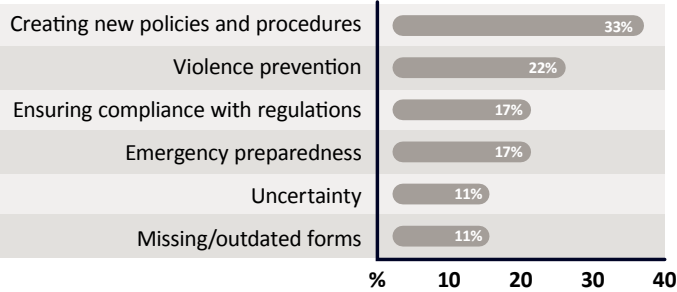 Creating new policies and procedures 33%
Violence prevention 22%
Ensuring compliance with regulations 17%
Emergency preparedness 17%
Uncertainty 11%
Missing/outdated forms 11%
% 10 20 30 40